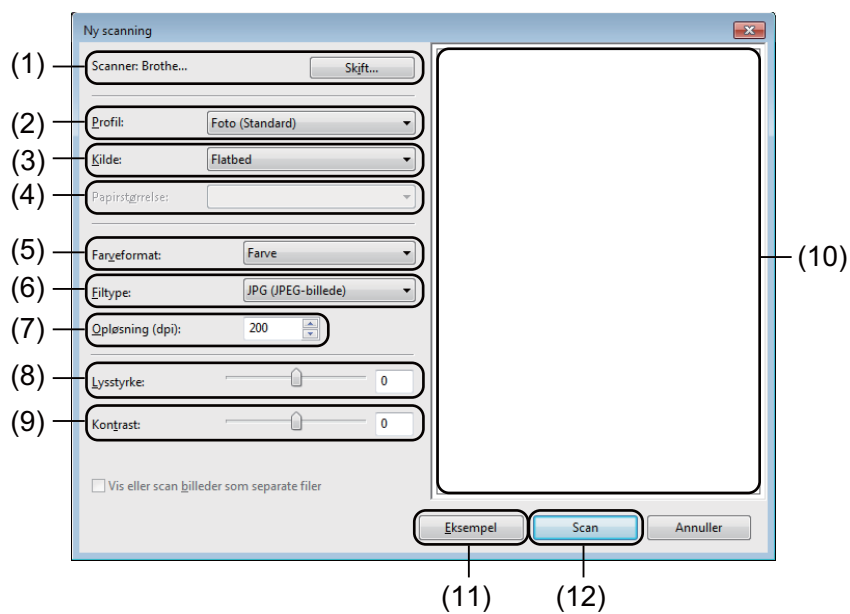 Ny scanning
(1) Scanner: Brothe... Skift...
(2) Profil: Foto (Standard)
(3) Kilde: Flatbed
(4) Papirstørrelse:
(5) Farveformat: Farve
(10)
(6) Filtype: JPG (JPEG-billede)
(7) Opløsning (dpi): 200
(8) Lysstyrke: 0
(9) Kontrast: 0
Vis eller scan billeder som separate filer
Eksempel Scan Annuller
(11) (12)